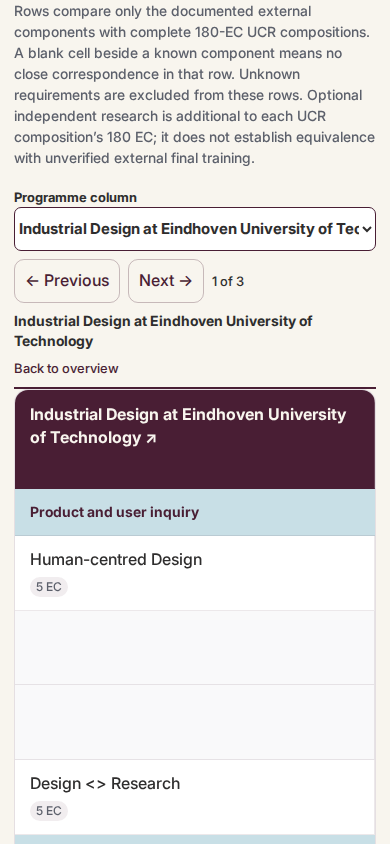 Rows compare only the documented external
components with complete 180-EC UCR compositions.
A blank cell beside a known component means no
close correspondence in that row. Unknown
requirements are excluded from these rows. Optional
independent research is additional to each UCR
composition’s 180 EC; it does not establish equivalence
with unverified external final training.
Programme column
Industrial Design at Eindhoven University of Tec
← Previous
Next →
1 of 3
Industrial Design at Eindhoven University of
Technology
Back to overview
Industrial Design at Eindhoven University
of Technology ↗
Product and user inquiry
Human-centred Design
5 EC
Design <> Research
5 EC